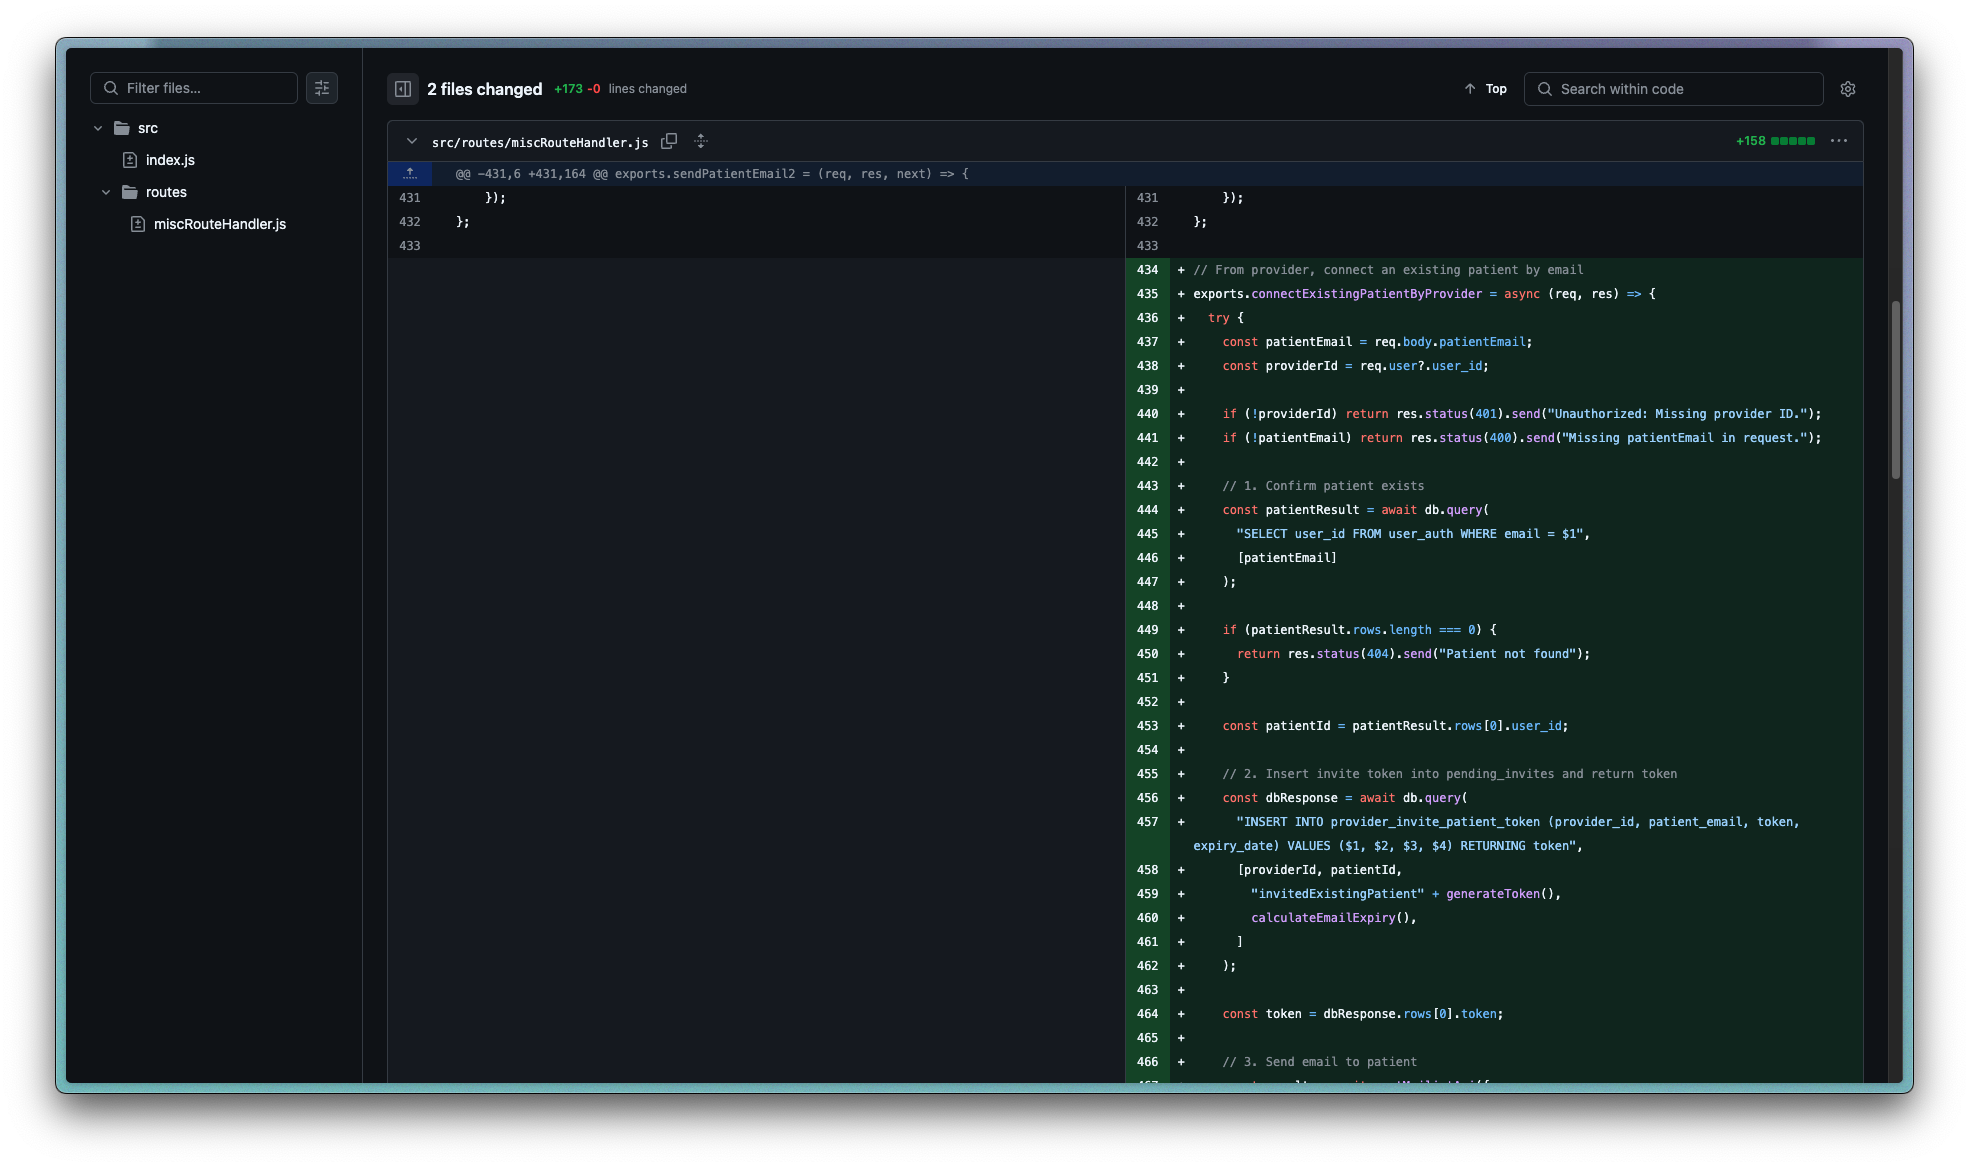 Filter files...
src
index.js
routes
miscRouteHandler.js
2 files changed +173 -0 lines changed
Top
Search within code
src/routes/miscRouteHandler.js
+158
@@ -431,6 +431,164 @@ exports.sendPatientEmail2 = (req, res, next) => {
431 });
432 };
433
431 });
432 };
433
434 + // From provider, connect an existing patient by email
435 + exports.connectExistingPatientByProvider = async (req, res) => {
436 + try {
437 + const patientEmail = req.body.patientEmail;
438 + const providerId = req.user?.user_id;
439 +
440 + if (!providerId) return res.status(401).send("Unauthorized: Missing provider ID.");
441 + if (!patientEmail) return res.status(400).send("Missing patientEmail in request.");
442 +
443 + // 1. Confirm patient exists
444 + const patientResult = await db.query(
445 + "SELECT user_id FROM user_auth WHERE email = $1",
446 + [patientEmail]
447 + );
448 +
449 + if (patientResult.rows.length === 0) {
450 + return res.status(404).send("Patient not found");
451 + }
452 +
453 + const patientId = patientResult.rows[0].user_id;
454 +
455 + // 2. Insert invite token into pending_invites and return token
456 + const dbResponse = await db.query(
457 + "INSERT INTO provider_invite_patient_token (provider_id, patient_email, token,
expiry_date) VALUES ($1, $2, $3, $4) RETURNING token",
458 + [providerId, patientId,
459 + "invitedExistingPatient" + generateToken(),
460 + calculateEmailExpiry(),
461 + ]
462 + );
463 +
464 + const token = dbResponse.rows[0].token;
465 +
466 + // 3. Send email to patient